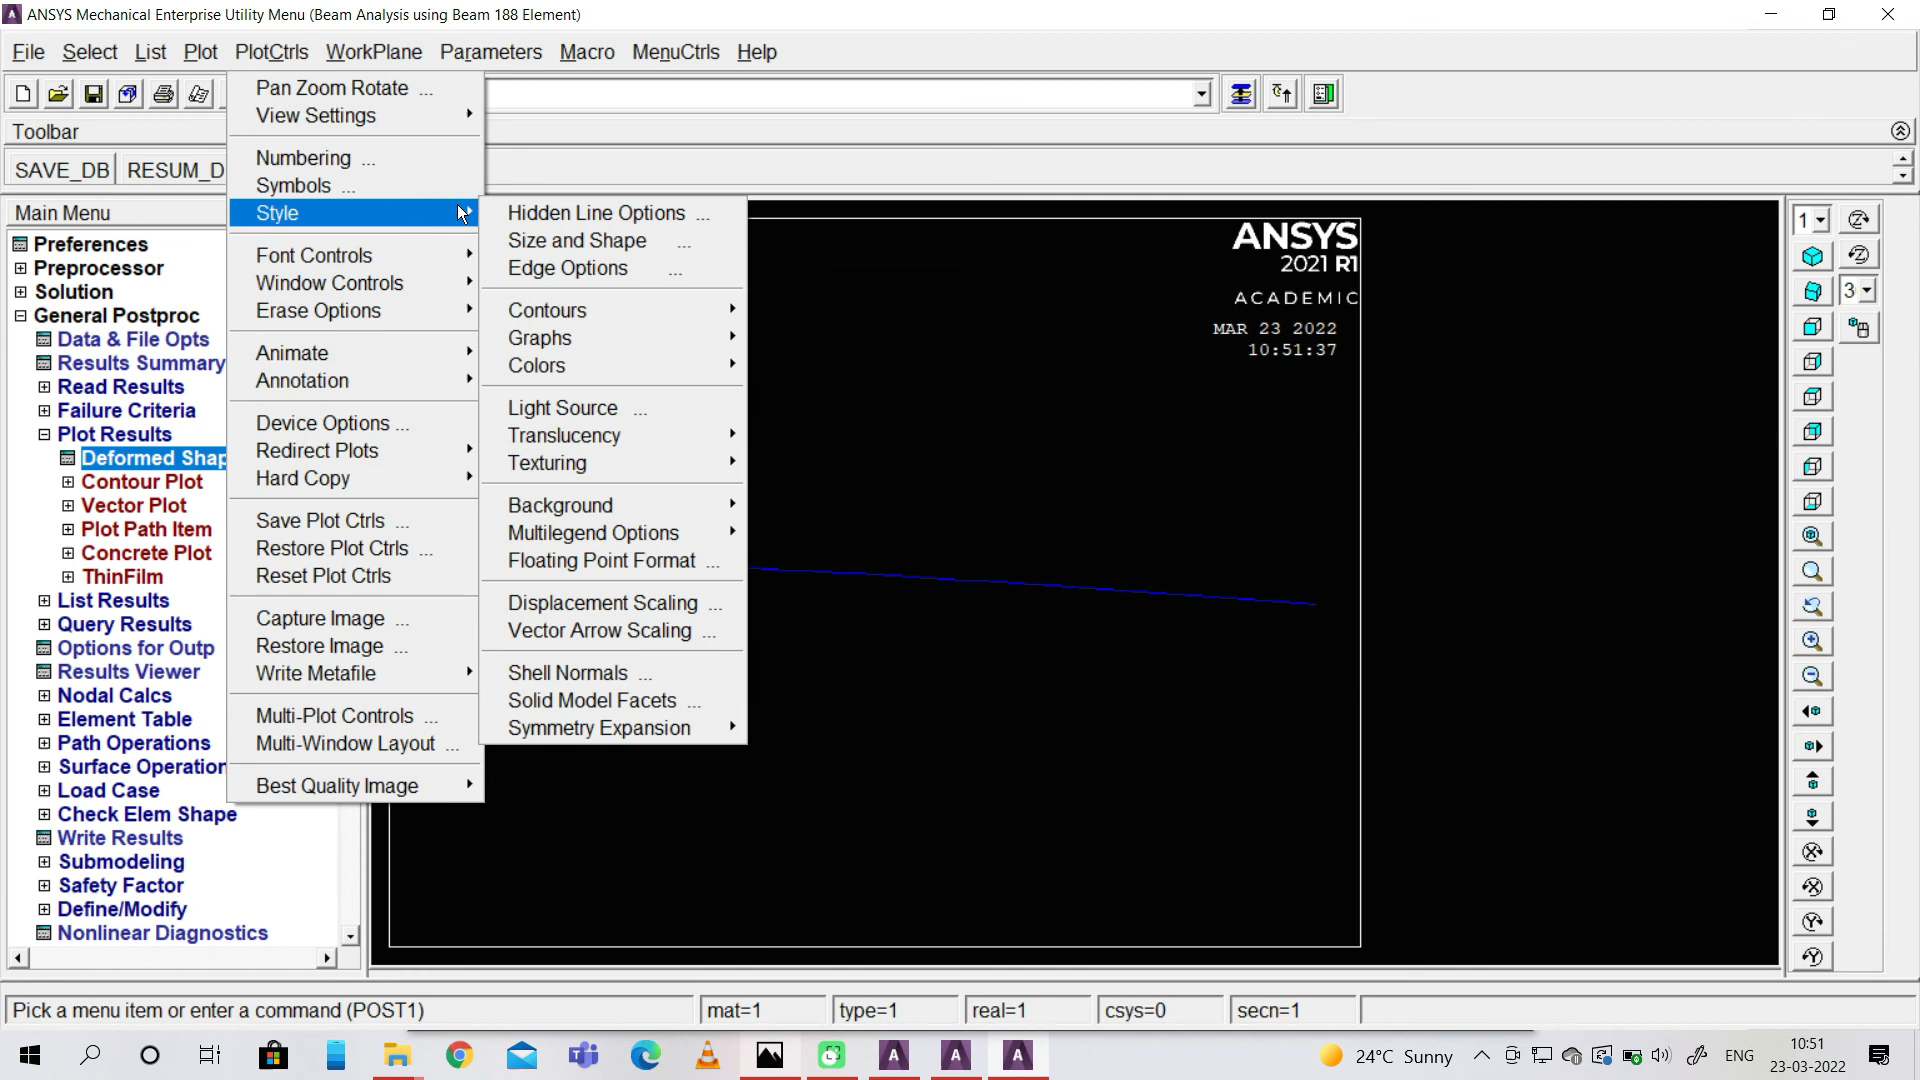 ANSYS Mechanical Enterprise Utility Menu (Beam Analysis using Beam 188 Element)
File Select List Plot PlotCtrls WorkPlane Parameters Macro MenuCtrls Help
Toolbar
SAVE_DB RESUM_D
Main Menu
Preferences
Preprocessor
Solution
General Postproc
Data & File Opts
Results Summary
Read Results
Failure Criteria
Plot Results
Deformed Shap
Contour Plot
Vector Plot
Plot Path Item
Concrete Plot
ThinFilm
List Results
Query Results
Options for Outp
Results Viewer
Nodal Calcs
Element Table
Path Operations
Surface Operation
Load Case
Check Elem Shape
Write Results
Submodeling
Safety Factor
Define/Modify
Nonlinear Diagnostics
Pan Zoom Rotate ...
View Settings
Numbering ...
Symbols ...
Style
Font Controls
Window Controls
Erase Options
Animate
Annotation
Device Options ...
Redirect Plots
Hard Copy
Save Plot Ctrls ...
Restore Plot Ctrls ...
Reset Plot Ctrls
Capture Image ...
Restore Image ...
Write Metafile
Multi-Plot Controls ...
Multi-Window Layout ...
Best Quality Image
Hidden Line Options ...
Size and Shape ...
Edge Options ...
Contours
Graphs
Colors
Light Source ...
Translucency
Texturing
Background
Multilegend Options
Floating Point Format ...
Displacement Scaling ...
Vector Arrow Scaling ...
Shell Normals ...
Solid Model Facets ...
Symmetry Expansion
ANSYS
2021 R1
ACADEMIC
MAR 23 2022
10:51:37
1
3
Pick a menu item or enter a command (POST1) mat=1 type=1 real=1 csys=0 secn=1
24°C Sunny ENG 10:51
23-03-2022